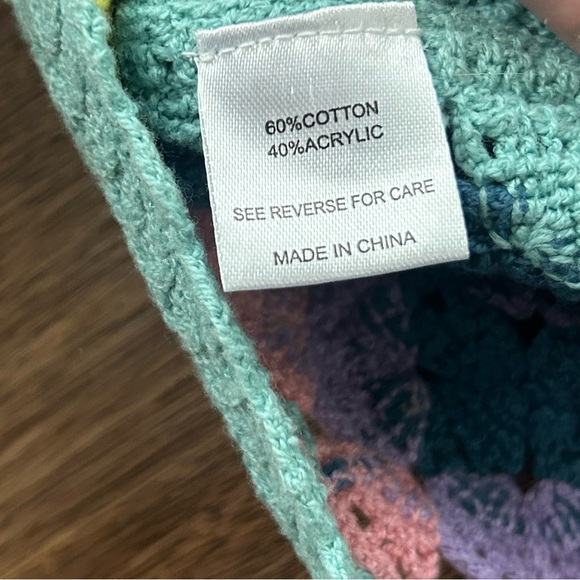 60%COTTON
40%ACRYLIC
SEE REVERSE FOR CARE
MADE IN CHINA